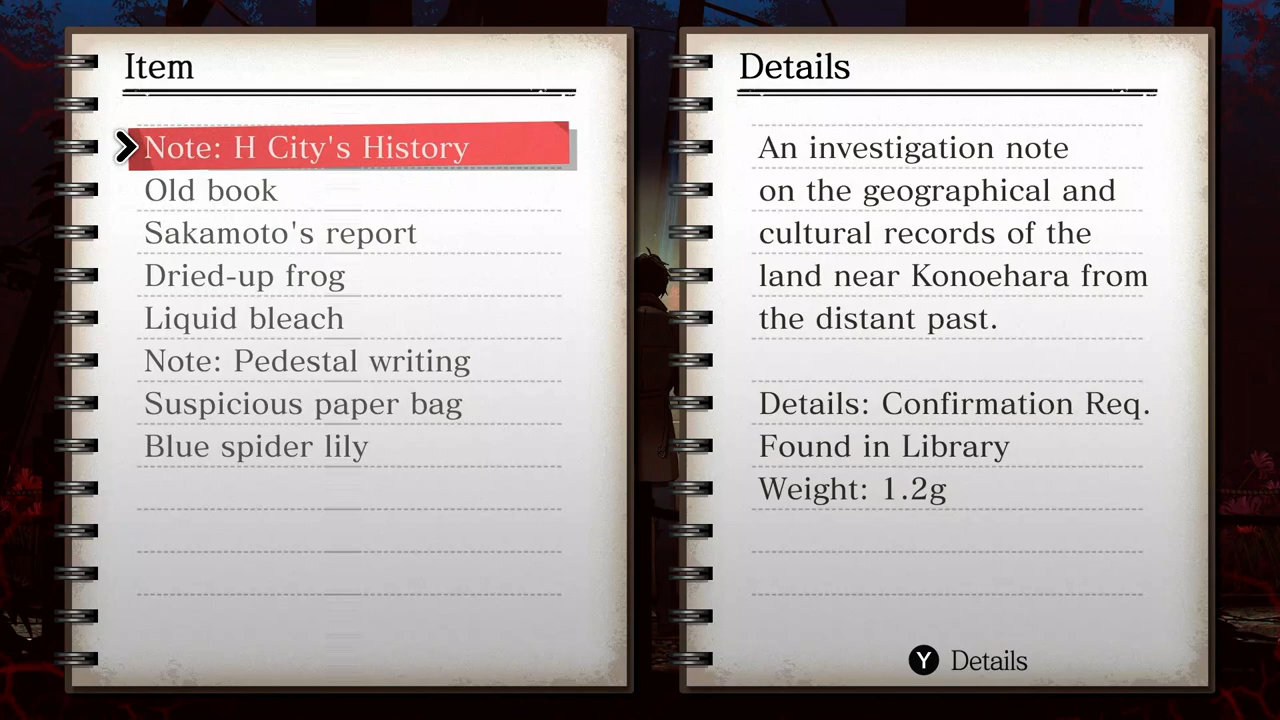 Item
Note: H City's History
Old book
Sakamoto's report
Dried-up frog
Liquid bleach
Note: Pedestal writing
Suspicious paper bag
Blue spider lily
Details
An investigation note
on the geographical and
cultural records of the
land near Konoehara from
the distant past.
Details: Confirmation Req.
Found in Library
Weight: 1.2g
Y Details